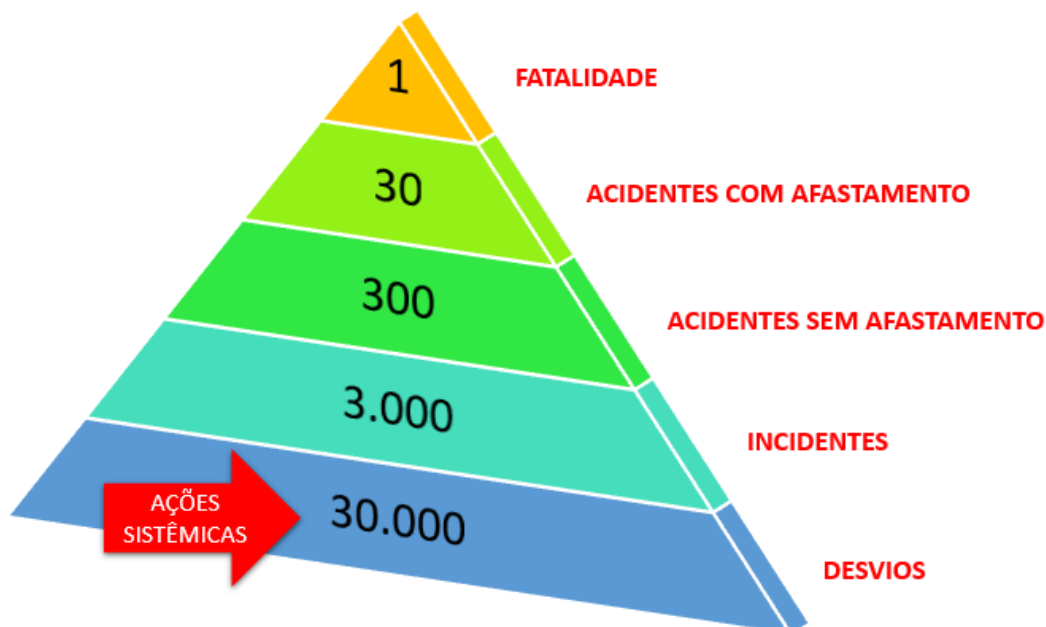 1
FATALIDADE
30
ACIDENTES COM AFASTAMENTO
300
ACIDENTES SEM AFASTAMENTO
3.000
INCIDENTES
AÇÕES
SISTÊMICAS
30.000
DESVIOS